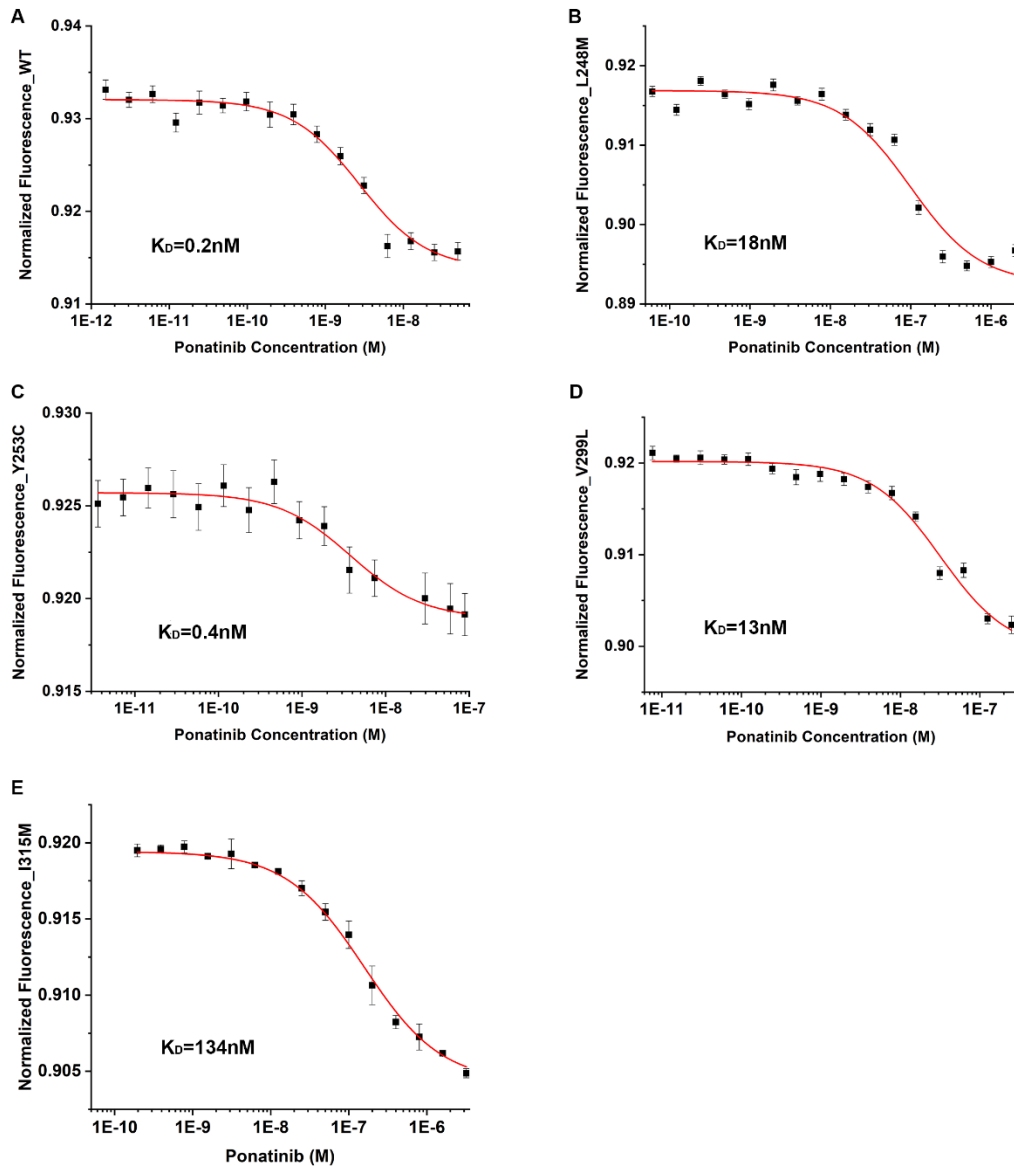 A
Normalized Fluorescence_WT
0.94
0.93
0.92
0.91
K_D=0.2nM
1E-12 1E-11 1E-10 1E-9 1E-8
Ponatinib Concentration (M)
B
Normalized Fluorescence_L248M
0.92
0.91
0.90
0.89
K_D=18nM
1E-10 1E-9 1E-8 1E-7 1E-6
Ponatinib Concentration (M)
C
Normalized Fluorescence_Y253C
0.930
0.925
0.920
0.915
K_D=0.4nM
1E-11 1E-10 1E-9 1E-8 1E-7
Ponatinib Concentration (M)
D
Normalized Fluorescence_V299L
0.92
0.91
0.90
K_D=13nM
1E-11 1E-10 1E-9 1E-8 1E-7
Ponatinib Concentration (M)
E
Normalized Fluorescence_I315M
0.920
0.915
0.910
0.905
K_D=134nM
1E-10 1E-9 1E-8 1E-7 1E-6
Ponatinib (M)